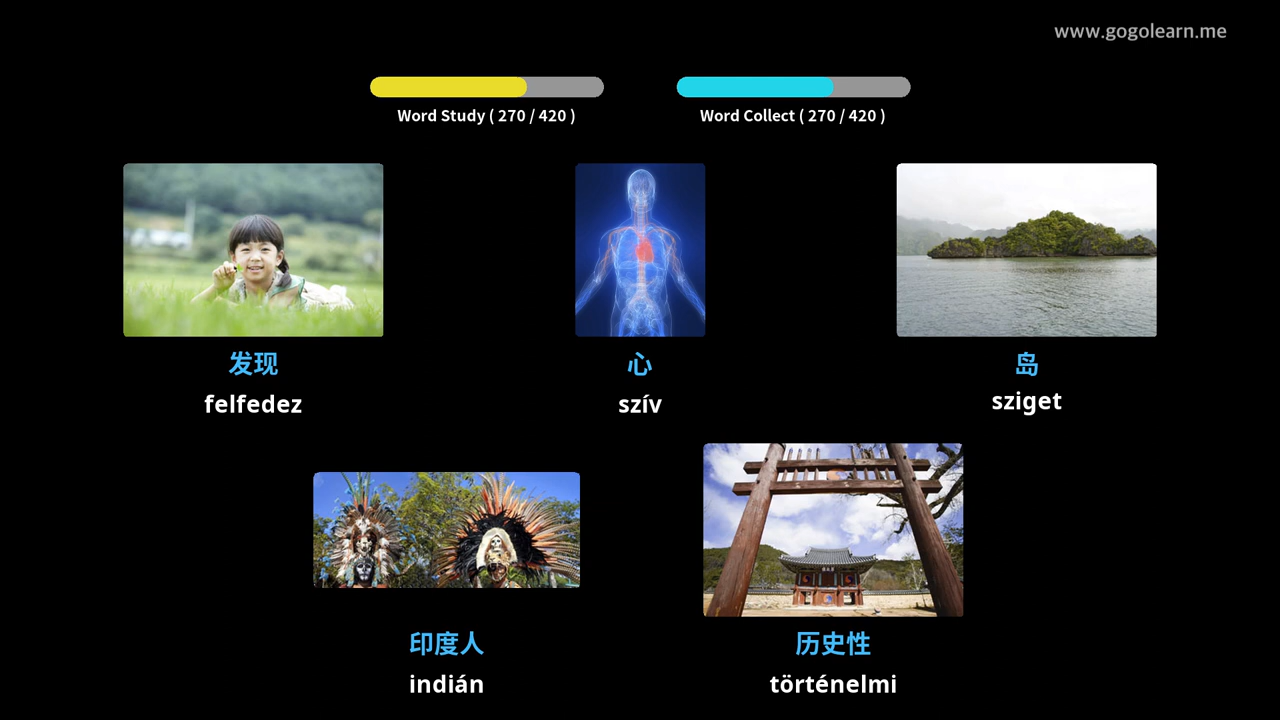 www.gogolearn.me
Word Study ( 270 / 420 )
Word Collect ( 270 / 420 )
发现
felfedez
心
szív
岛
sziget
印度人
indián
历史性
történelmi